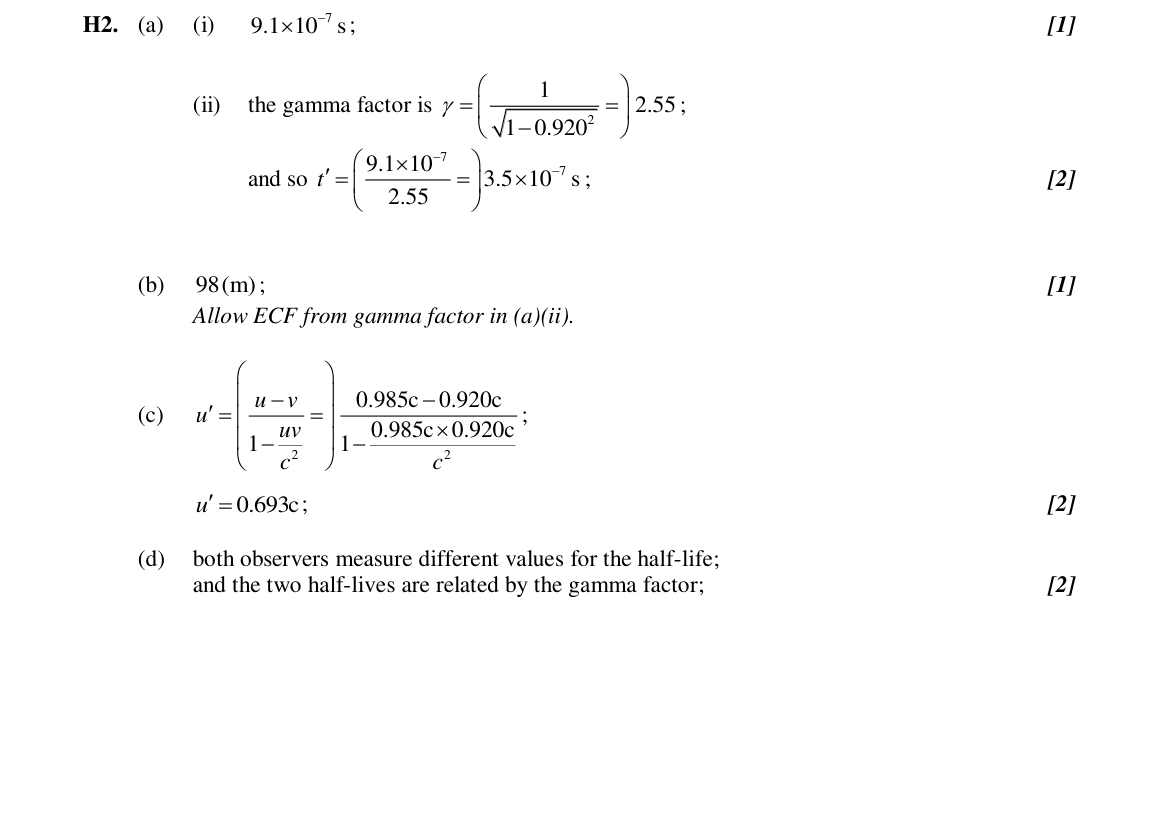 H2. (a) (i) 9.1×10⁻⁷ s; [1]
(ii) the gamma factor is γ = (1/√(1−0.920²) =) 2.55;
and so t′ = (9.1×10⁻⁷/2.55 =) 3.5×10⁻⁷ s; [2]
(b) 98(m); [1]
Allow ECF from gamma factor in (a)(ii).
(c) u′ = ((u−v)/(1−uv/c²) =) (0.985c−0.920c)/(1−(0.985c×0.920c)/c²);
u′ = 0.693c; [2]
(d) both observers measure different values for the half-life;
and the two half-lives are related by the gamma factor; [2]